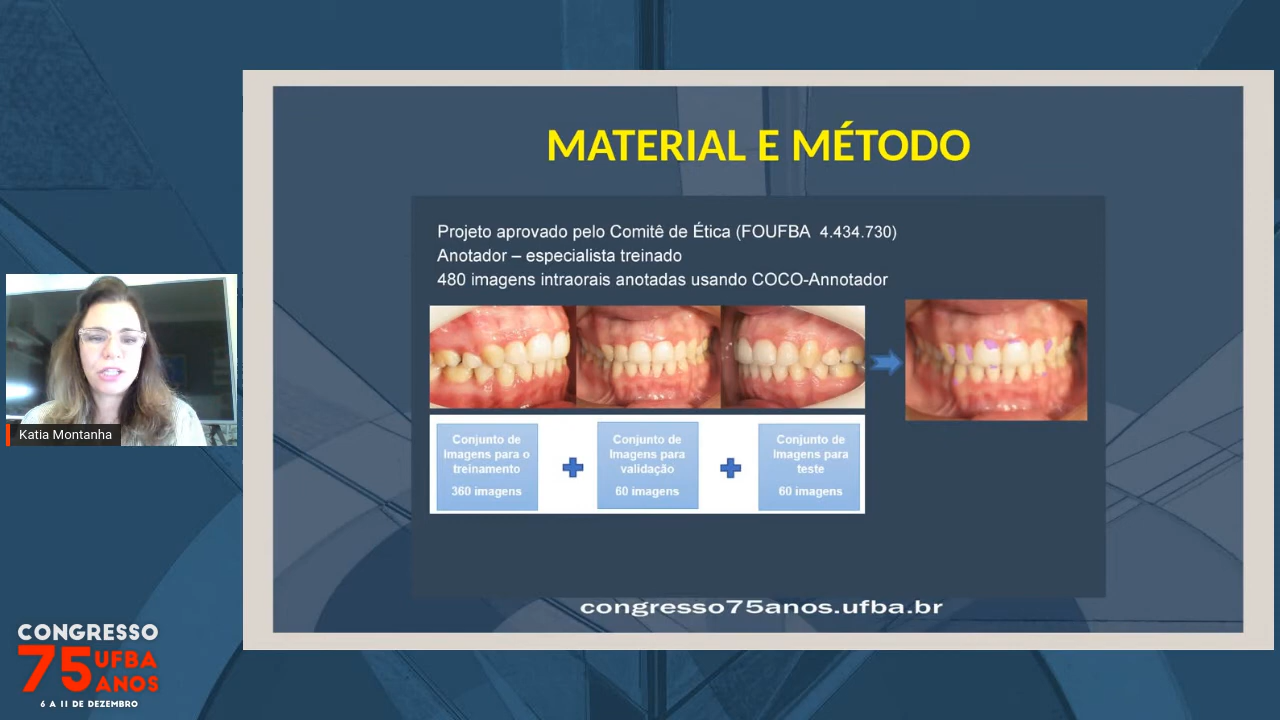 MATERIAL E MÉTODO
Projeto aprovado pelo Comitê de Ética (FOUFBA 4.434.730)
Anotador – especialista treinado
480 imagens intraorais anotadas usando COCO-Annotador
Conjunto de
Imagens para o
treinamento
360 imagens
Conjunto de
Imagens para
validação
60 imagens
Conjunto de
Imagens para
teste
60 imagens
congresso75anos.ufba.br
Katia Montanha
CONGRESSO
75 UFBA
ANOS
6 A 11 DE DEZEMBRO